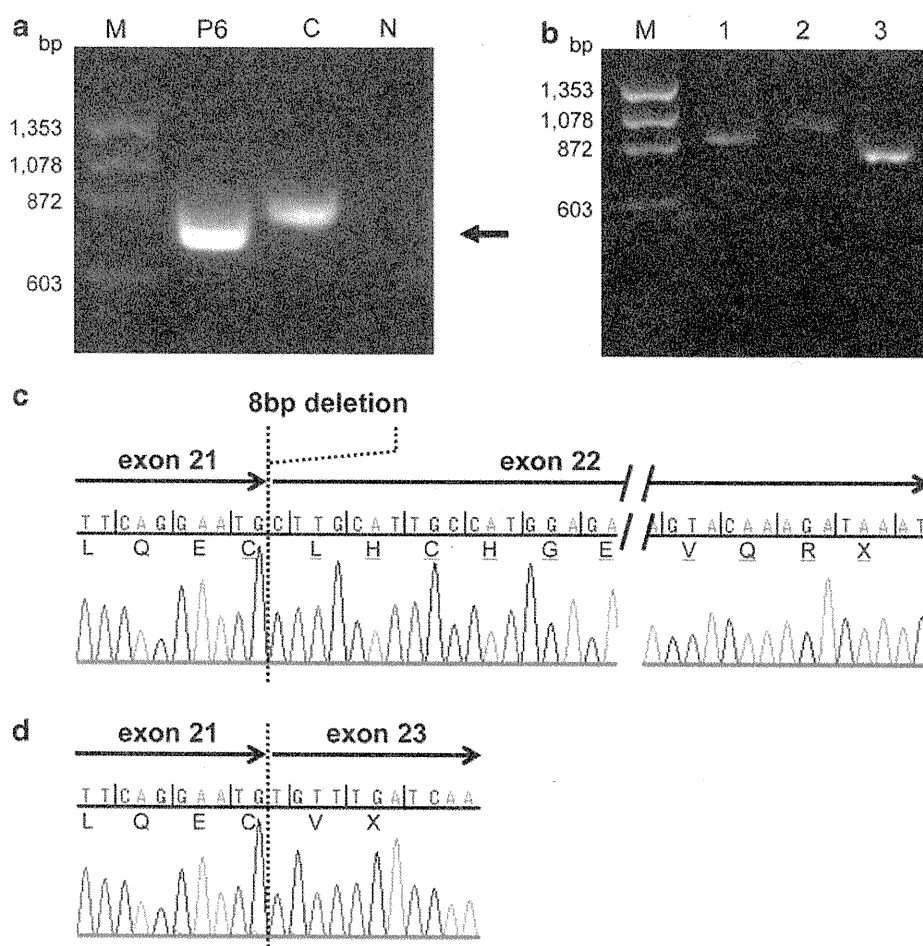 a
bp M P6 C N
1,353
1,078
872
603
b
bp M 1 2 3
1,353
1,078
872
603
c
8bp deletion
exon 21 exon 22
T T C A G G A A T G C T T G C A T T G C C A T G G A G A A G T A C A A A G A T A A A T
L Q E C L H C H G E V Q R X
d
exon 21 exon 23
T T C A G G A A T G T G T T T G A T C A A
L Q E C V X